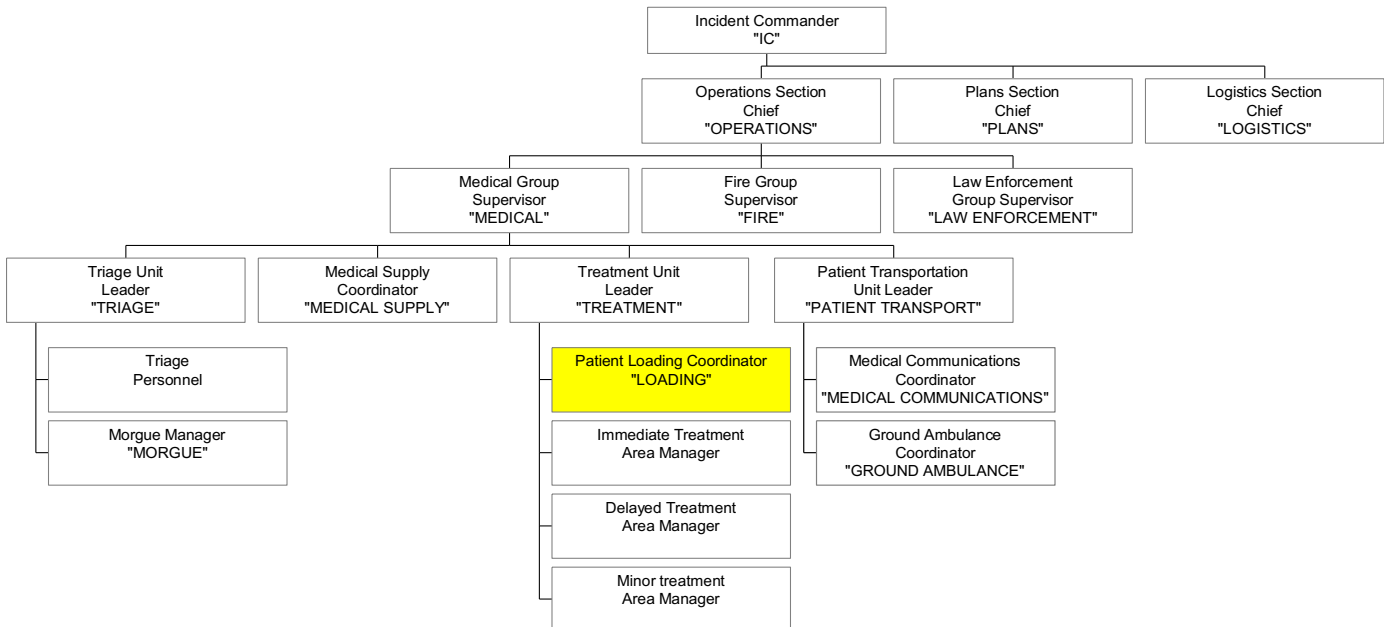 Incident Commander
"IC"
Operations Section
Chief
"OPERATIONS"
Plans Section
Chief
"PLANS"
Logistics Section
Chief
"LOGISTICS"
Medical Group
Supervisor
"MEDICAL"
Fire Group
Supervisor
"FIRE"
Law Enforcement
Group Supervisor
"LAW ENFORCEMENT"
Triage Unit
Leader
"TRIAGE"
Medical Supply
Coordinator
"MEDICAL SUPPLY"
Treatment Unit
Leader
"TREATMENT"
Patient Transportation
Unit Leader
"PATIENT TRANSPORT"
Triage
Personnel
Morgue Manager
"MORGUE"
Patient Loading Coordinator
"LOADING"
Immediate Treatment
Area Manager
Delayed Treatment
Area Manager
Minor treatment
Area Manager
Medical Communications
Coordinator
"MEDICAL COMMUNICATIONS"
Ground Ambulance
Coordinator
"GROUND AMBULANCE"